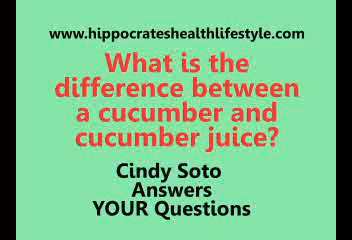 www.hippocrateshealthlifestyle.com
What is the
difference between
a cucumber and
cucumber juice?
Cindy Soto
Answers
YOUR Questions